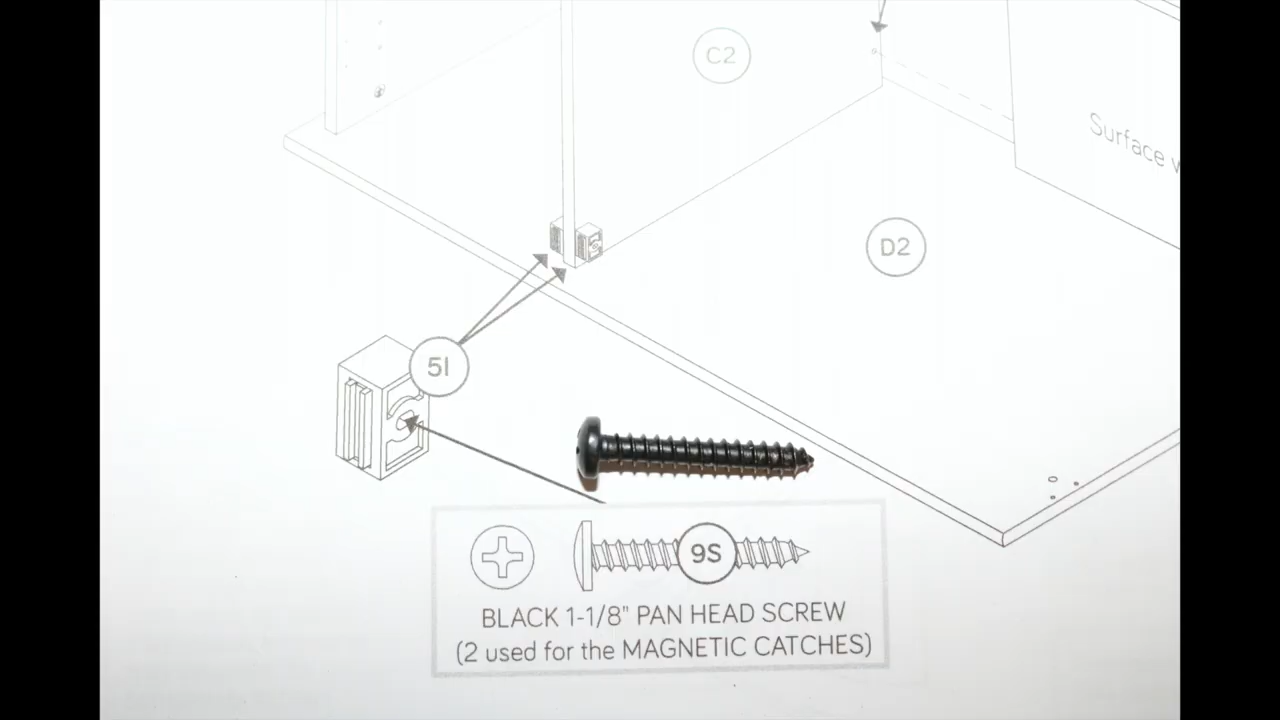 C2
Surface
D2
5I
9S
BLACK 1-1/8" PAN HEAD SCREW
(2 used for the MAGNETIC CATCHES)